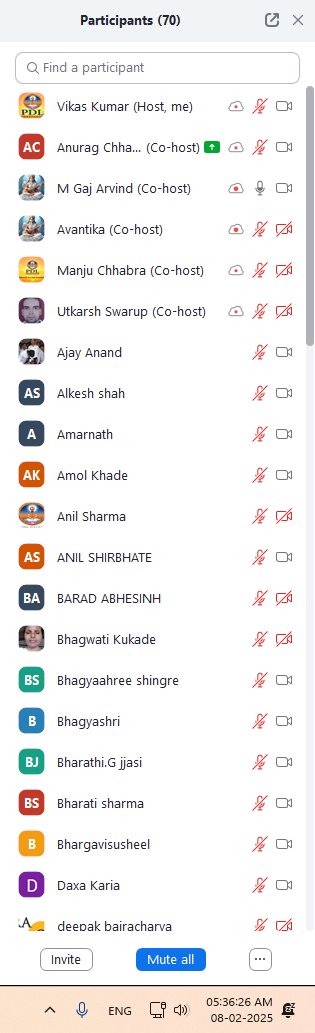 Participants (70)
Find a participant
Vikas Kumar (Host, me)
AC Anurag Chha... (Co-host)
M Gaj Arvind (Co-host)
Avantika (Co-host)
Manju Chhabra (Co-host)
Utkarsh Swarup (Co-host)
Ajay Anand
AS Alkesh shah
A Amarnath
AK Amol Khade
Anil Sharma
AS ANIL SHIRBHATE
BA BARAD ABHESINH
Bhagwati Kukade
BS Bhagyaahree shingre
B Bhagyashri
BJ Bharathi.G jjasi
BS Bharati sharma
B Bhargavisusheel
D Daxa Karia
deepak bajracharya
Invite
Mute all
ENG
05:36:26 AM
08-02-2025